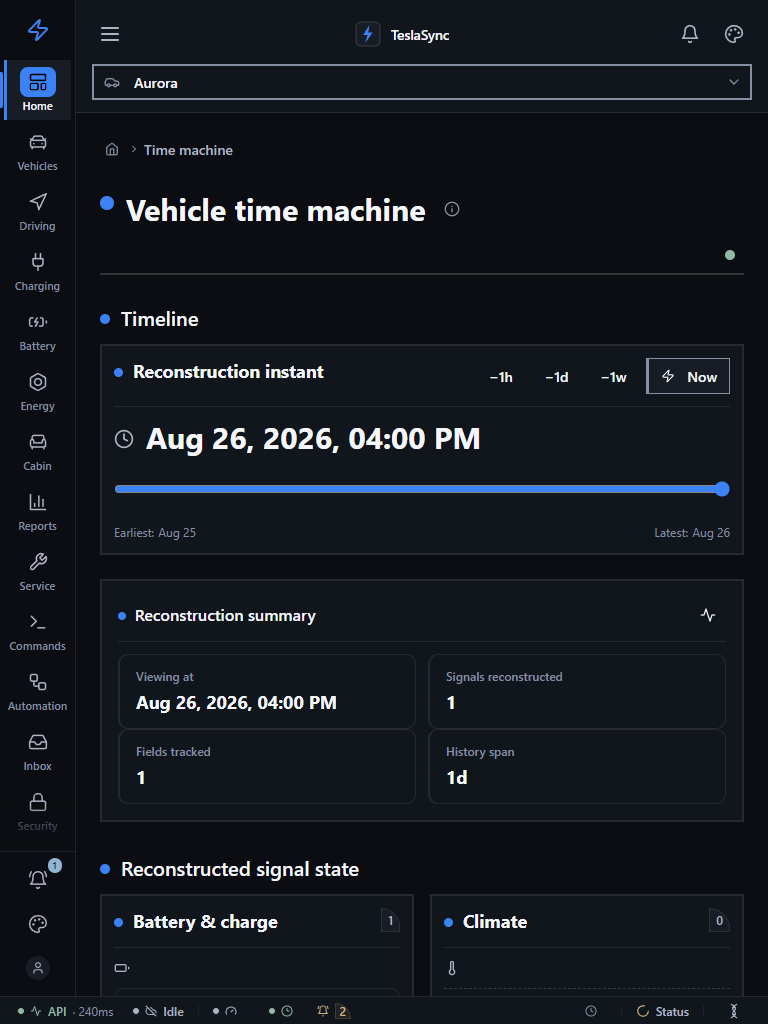 TeslaSync
Aurora
Home
Vehicles
Driving
Charging
Battery
Energy
Cabin
Reports
Service
Commands
Automation
Inbox
Security
1
Time machine
Vehicle time machine
Timeline
Reconstruction instant
−1h −1d −1w Now
Aug 26, 2026, 04:00 PM
Earliest: Aug 25 Latest: Aug 26
Reconstruction summary
Viewing at
Aug 26, 2026, 04:00 PM
Signals reconstructed
1
Fields tracked
1
History span
1d
Reconstructed signal state
Battery & charge 1
Climate 0
API · 240ms Idle 2 Status